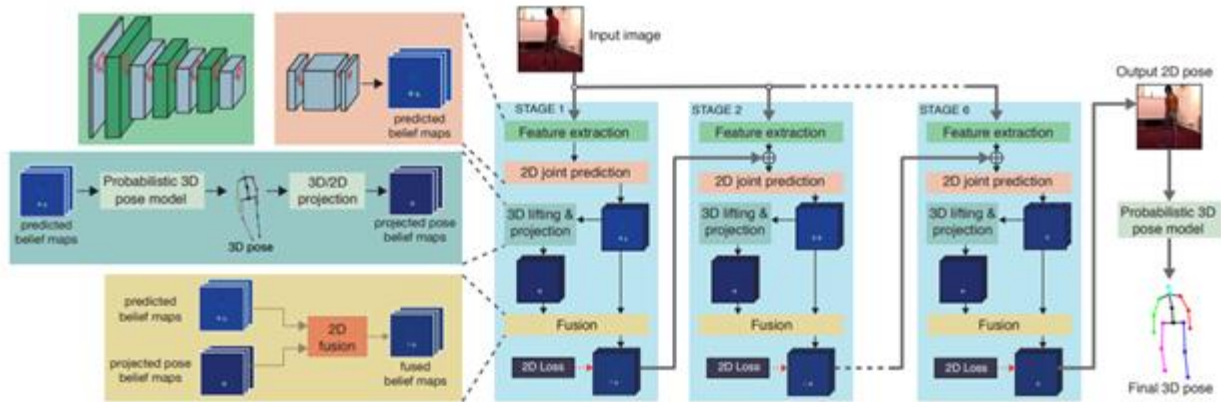 Input image
Output 2D pose
predicted
belief maps
STAGE 1
STAGE 2
STAGE 6
Feature extraction
Feature extraction
Feature extraction
2D joint prediction
2D joint prediction
2D joint prediction
predicted
belief maps
Probabilistic 3D
pose model
3D pose
3D/2D
projection
projected pose
belief maps
3D lifting &
projection
3D lifting &
projection
3D lifting &
projection
Probabilistic 3D
pose model
predicted
belief maps
projected pose
belief maps
2D
fusion
fused
belief maps
Fusion
Fusion
Fusion
2D Loss
2D Loss
2D Loss
Final 3D pose